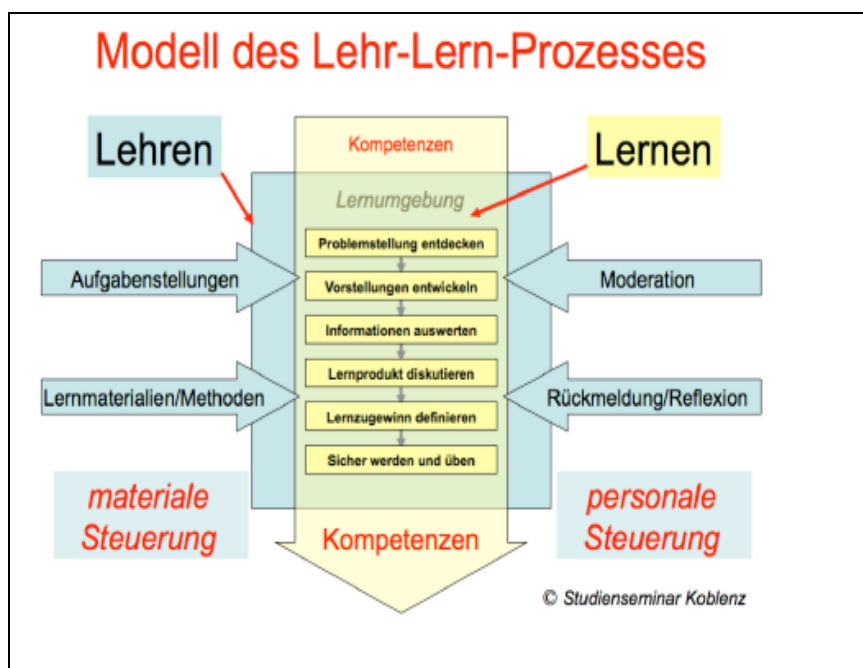 Modell des Lehr-Lern-Prozesses
Lehren
Kompetenzen
Lernen
Lernumgebung
Problemstellung entdecken
Aufgabenstellungen
Vorstellungen entwickeln
Moderation
Informationen auswerten
Lernprodukt diskutieren
Lernmaterialien/Methoden
Rückmeldung/Reflexion
Lernzugewinn definieren
Sicher werden und üben
materiale
Steuerung
personale
Steuerung
Kompetenzen
© Studienseminar Koblenz